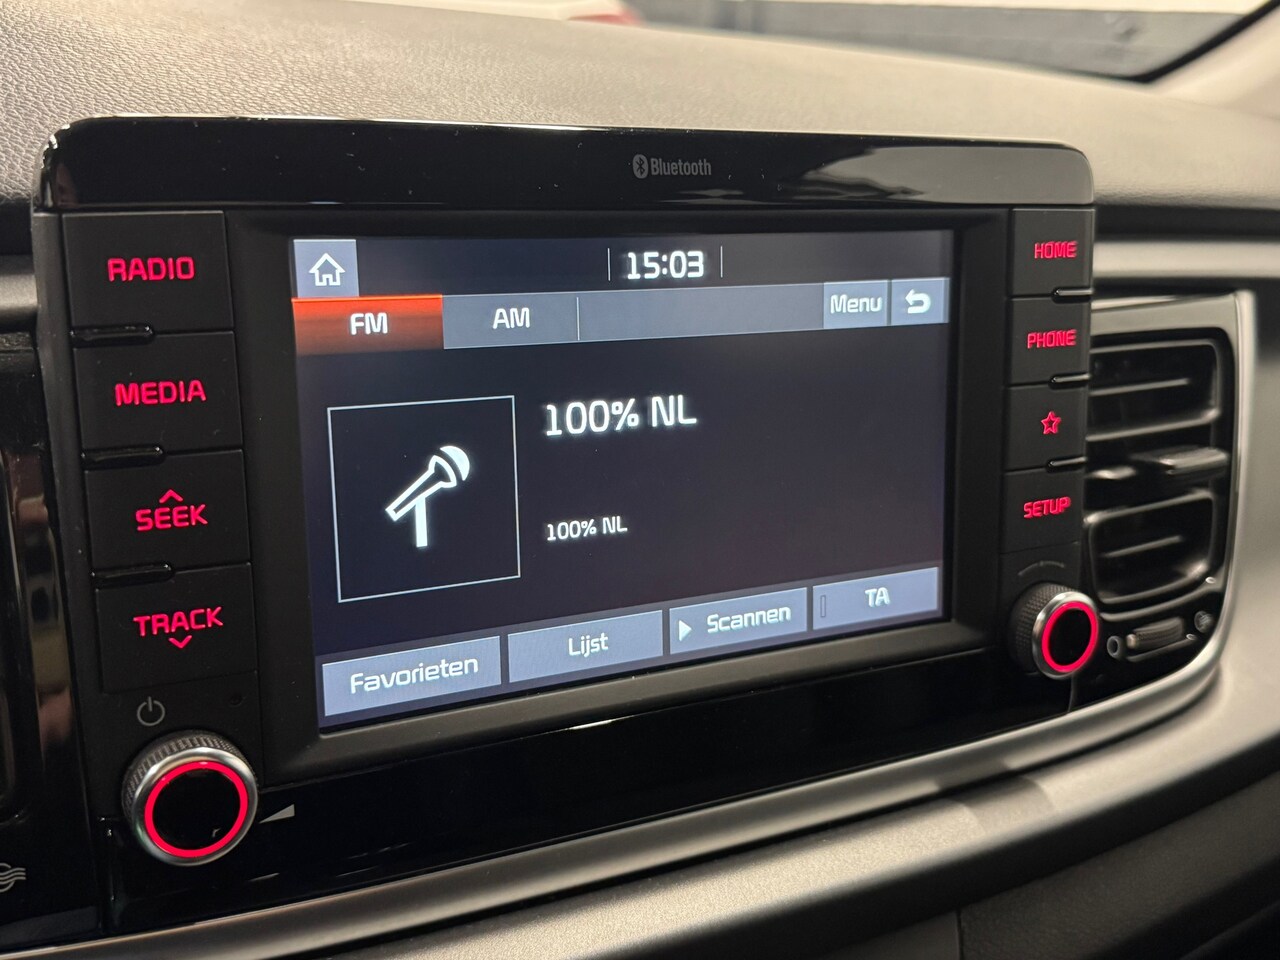 Bluetooth
RADIO
MEDIA
SEEK
TRACK
15:03
FM
AM
Menu
100% NL
100% NL
Favorieten
Lijst
Scannen
TA
HOME
PHONE
SETUP